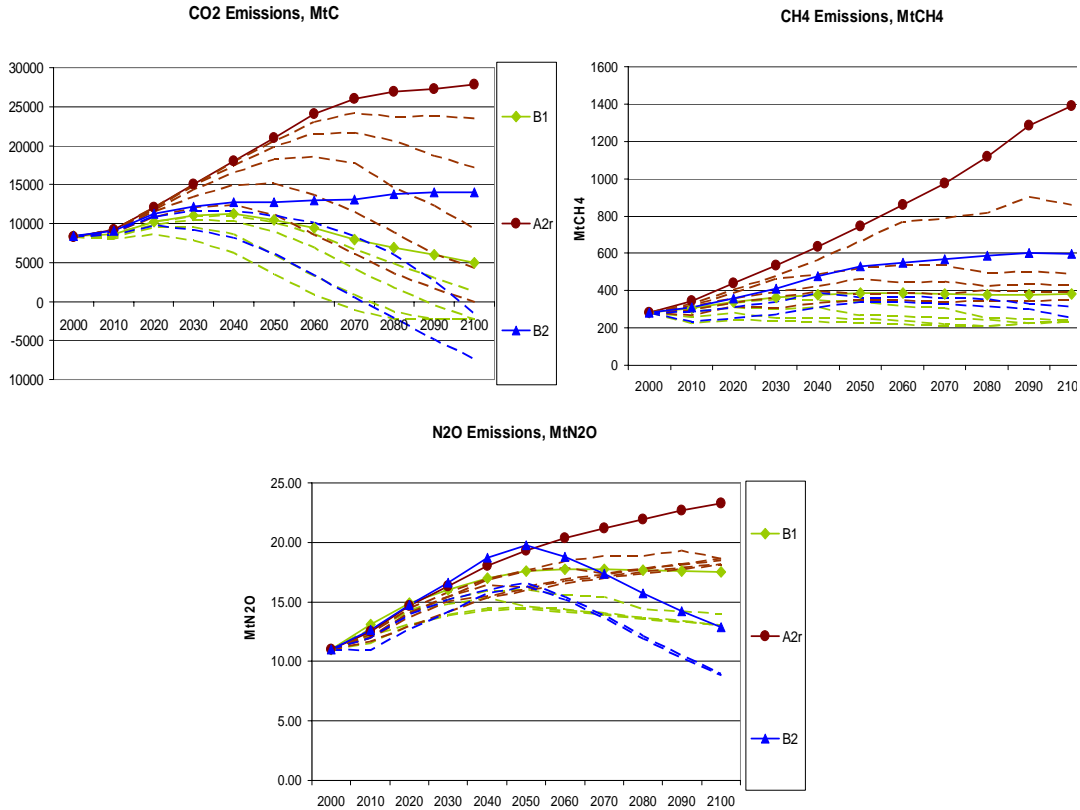 CO2 Emissions, MtC
30000
25000
20000
15000
10000
5000
0
-5000
10000
2000 2010 2020 2030 2040 2050 2060 2070 2080 2090 2100
B1
A2r
B2
CH4 Emissions, MtCH4
MtCH4
1600
1400
1200
1000
800
600
400
200
0
2000 2010 2020 2030 2040 2050 2060 2070 2080 2090 210
N2O Emissions, MtN2O
MtN2O
25.00
20.00
15.00
10.00
5.00
0.00
2000 2010 2020 2030 2040 2050 2060 2070 2080 2090 2100
B1
A2r
B2